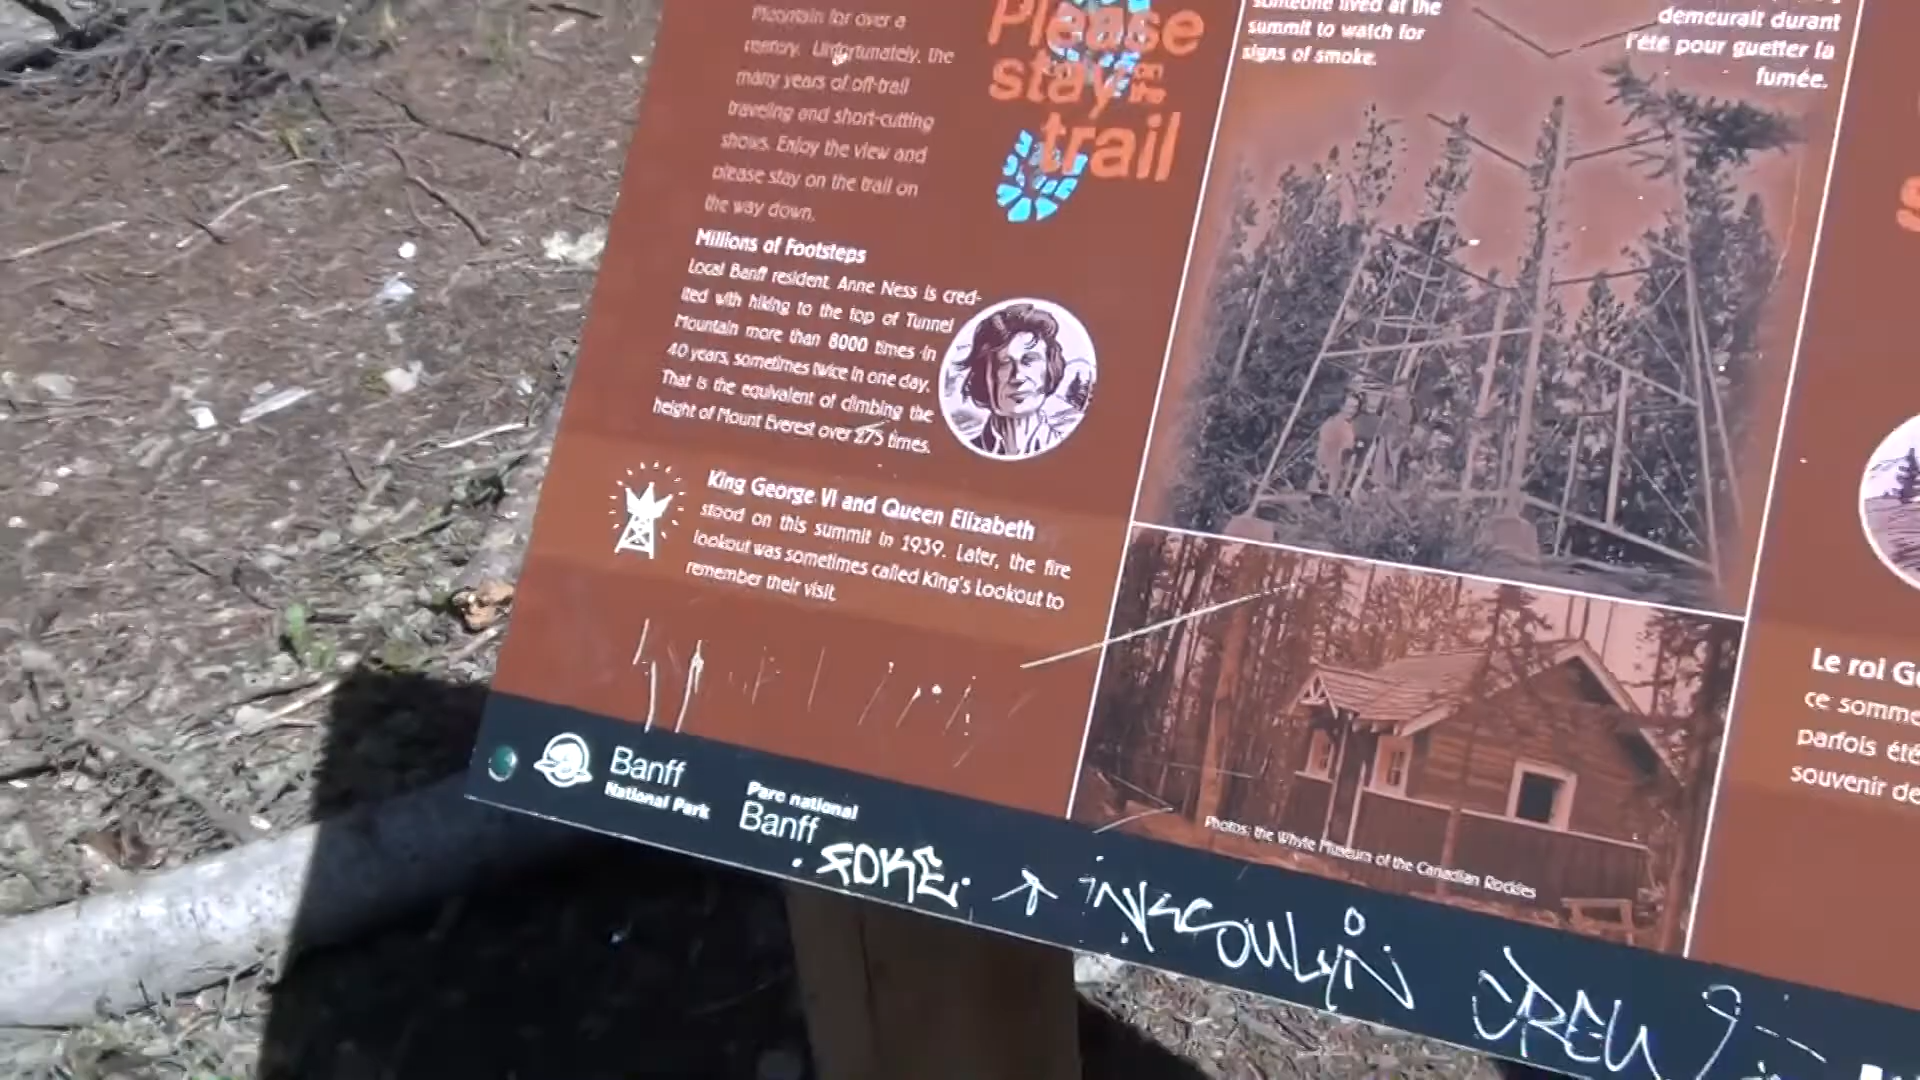 Mountain for over a
century. Unfortunately, the
many years of off-trail
traveling and short-cutting
shows. Enjoy the view and
please stay on the trail on
the way down.
Please
stay on the
trail
Millions of Footsteps
Local Banff resident, Anne Ness is cred-
ited with hiking to the top of Tunnel
Mountain more than 8000 times in
40 years, sometimes twice in one day.
That is the equivalent of climbing the
height of Mount Everest over 275 times.
King George VI and Queen Elizabeth
stood on this summit in 1939. Later, the fire
lookout was sometimes called King's Lookout to
remember their visit.
Banff
National Park
Parc national
Banff
someone lived at the
summit to watch for
signs of smoke.
demeurait durant
l'été pour guetter la
fumée.
Photos: the Whyte Museum of the Canadian Rockies
Le roi G
ce somme
parfois été
souvenir de
CREW